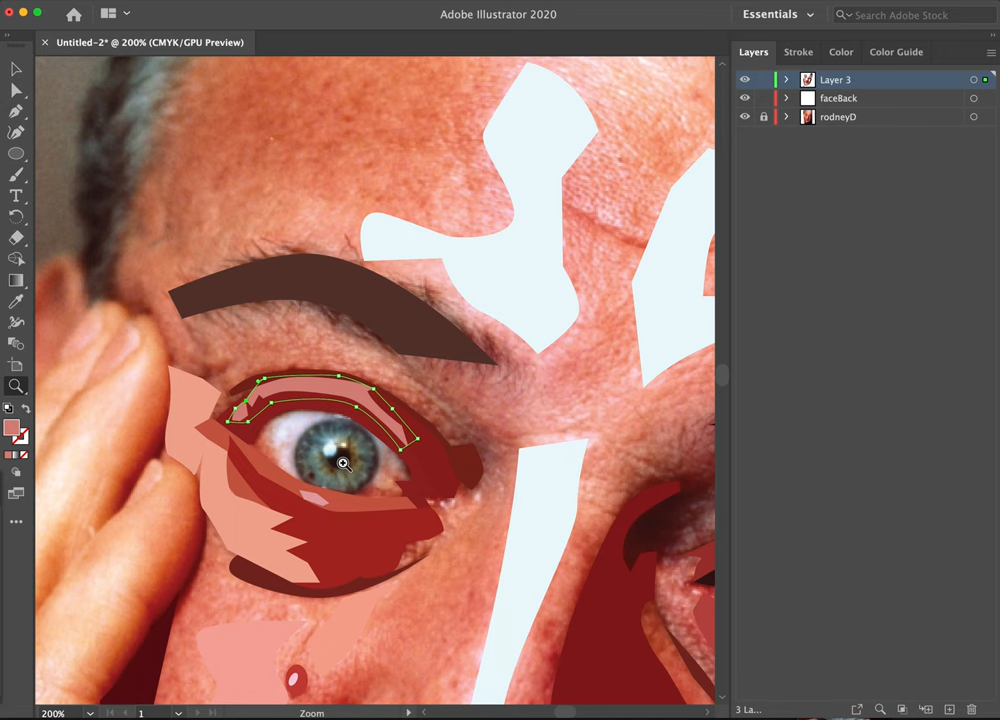 Adobe Illustrator 2020
Essentials
Search Adobe Stock
Untitled-2* @ 200% (CMYK/GPU Preview)
Layers Stroke Color Color Guide
Layer 3
faceBack
rodneyD
200% 1 Zoom
3 La...